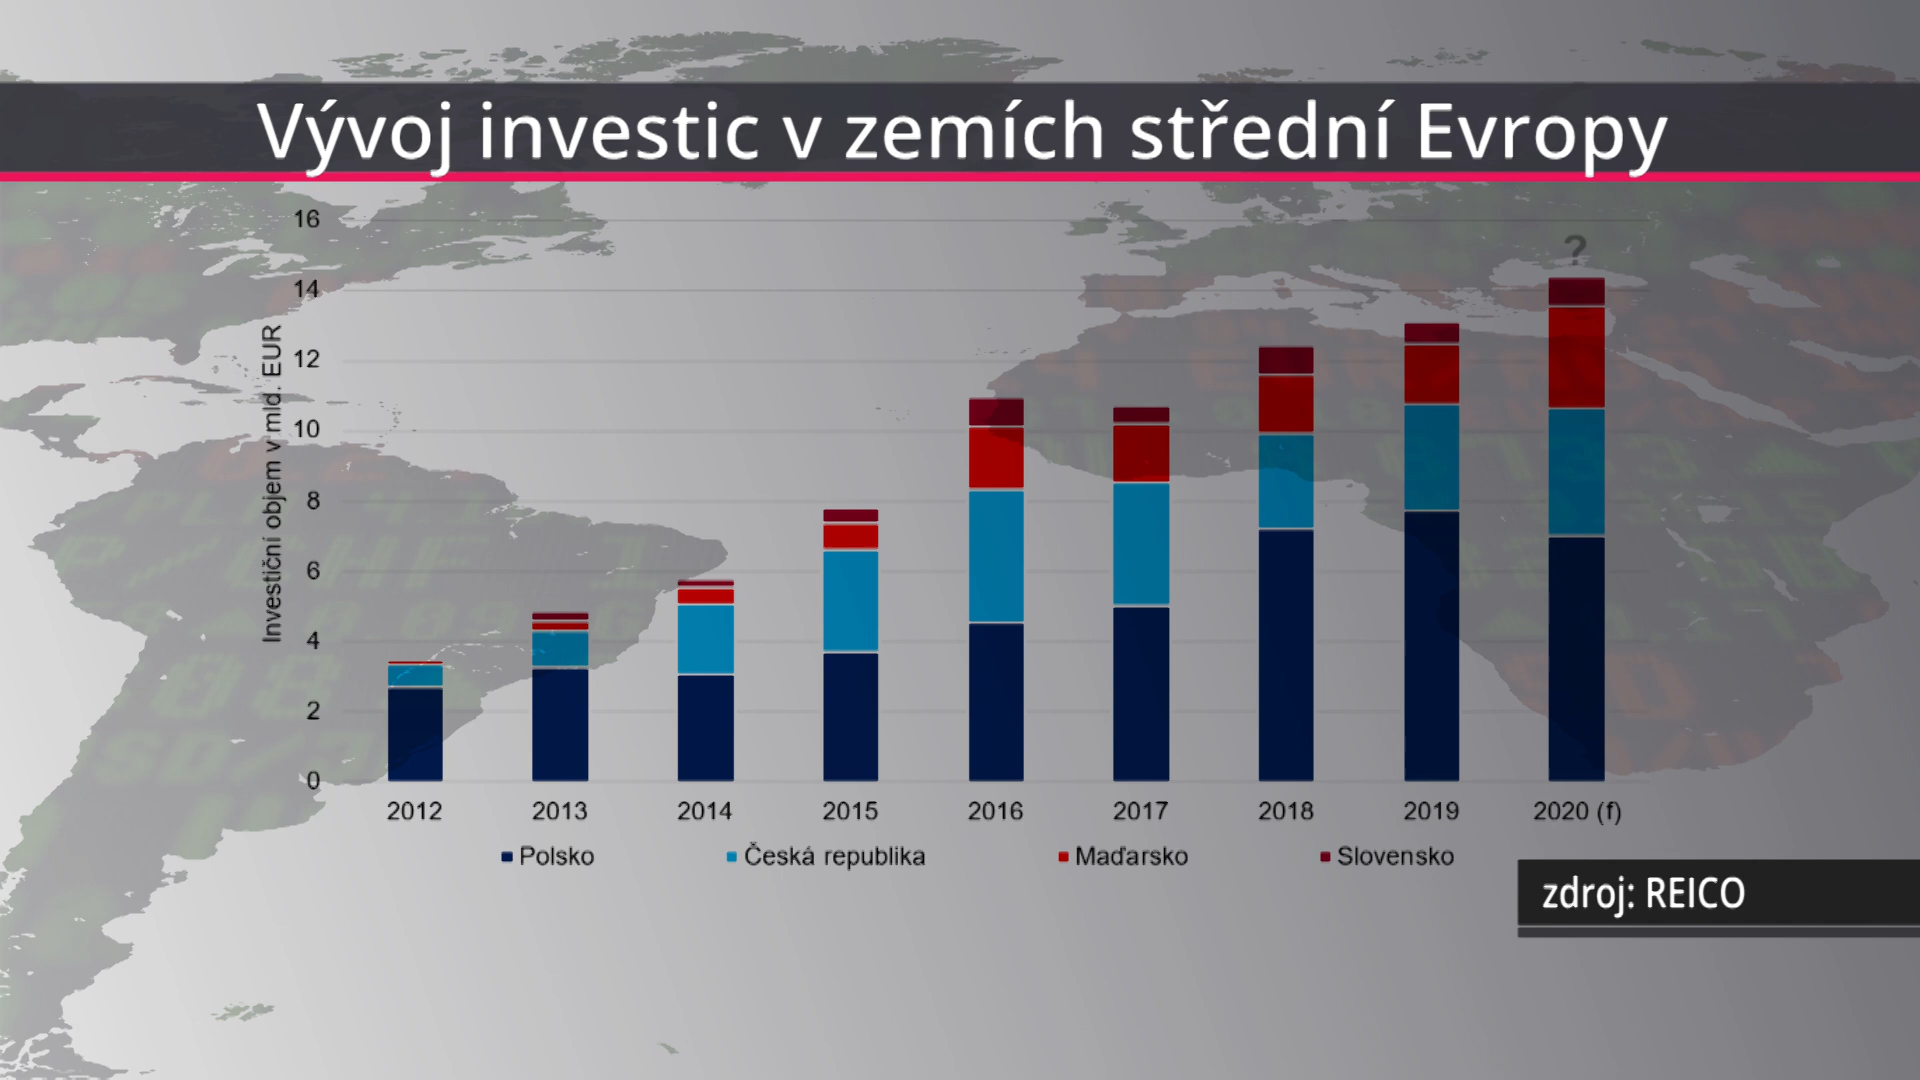 Vývoj investic v zemích střední Evropy
Investiční objem v mld. EUR
16
14
12
10
8
6
4
2
0
?
2012 2013 2014 2015 2016 2017 2018 2019 2020 (f)
Polsko Česká republika Maďarsko Slovensko
zdroj: REICO